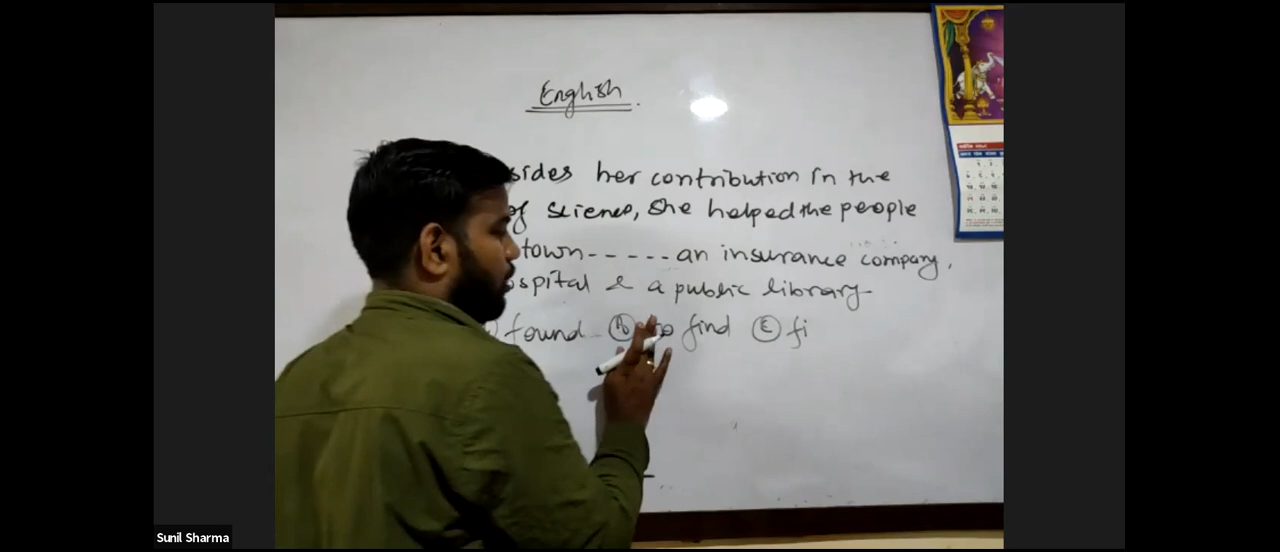 English.
sides her contribution in the
of science, she helped the people
town------an insurance company,
spital & a public library
found (b) to find (c) fi
Sunil Sharma